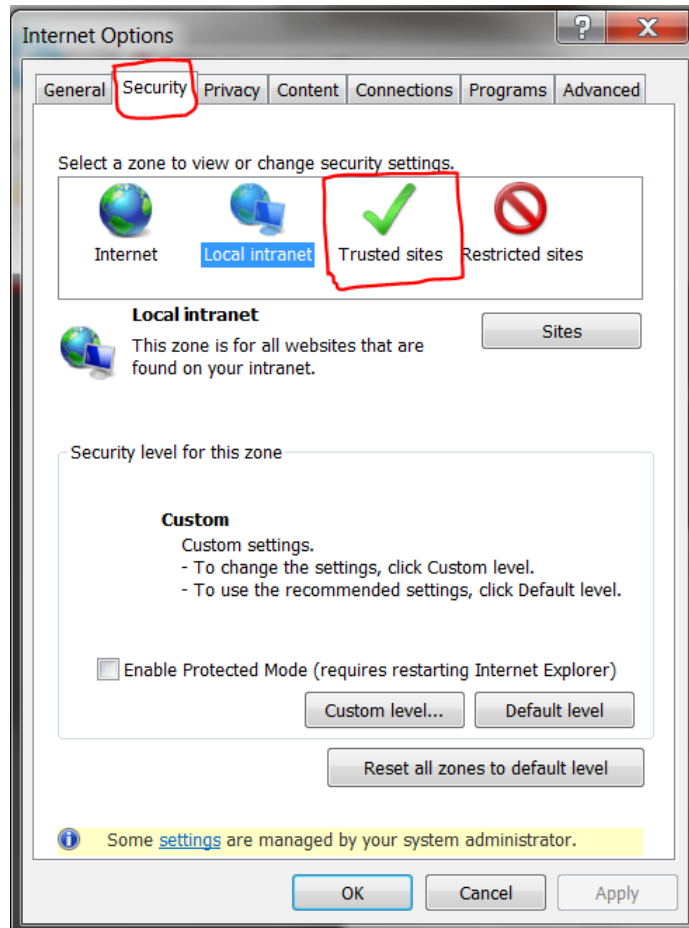 Internet Options
General Security Privacy Content Connections Programs Advanced
Select a zone to view or change security settings.
Internet Local intranet Trusted sites Restricted sites
Local intranet
This zone is for all websites that are
found on your intranet.
Sites
Security level for this zone
Custom
Custom settings.
- To change the settings, click Custom level.
- To use the recommended settings, click Default level.
Enable Protected Mode (requires restarting Internet Explorer)
Custom level... Default level
Reset all zones to default level
Some settings are managed by your system administrator.
OK Cancel Apply